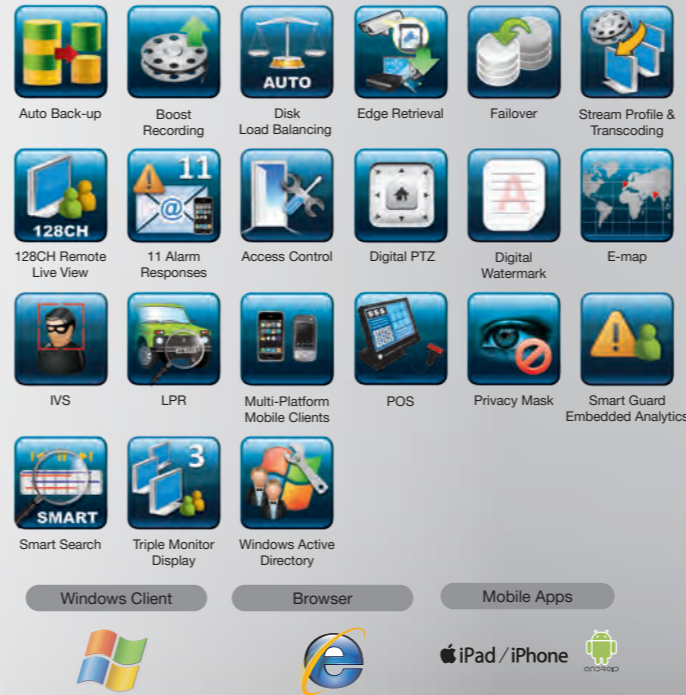 AUTO
Auto Back-up
Boost
Recording
Disk
Load Balancing
Edge Retrieval
Failover
Stream Profile &
Transcoding
128CH
11
@
128CH Remote
Live View
11 Alarm
Responses
Access Control
Digital PTZ
A
Digital
Watermark
E-map
$$$
IVS
LPR
Multi-Platform
Mobile Clients
POS
Privacy Mask
Smart Guard
Embedded Analytics
SMART
3
Smart Search
Triple Monitor
Display
Windows Active
Directory
Windows Client
Browser
Mobile Apps
iPad / iPhone
ANDROID